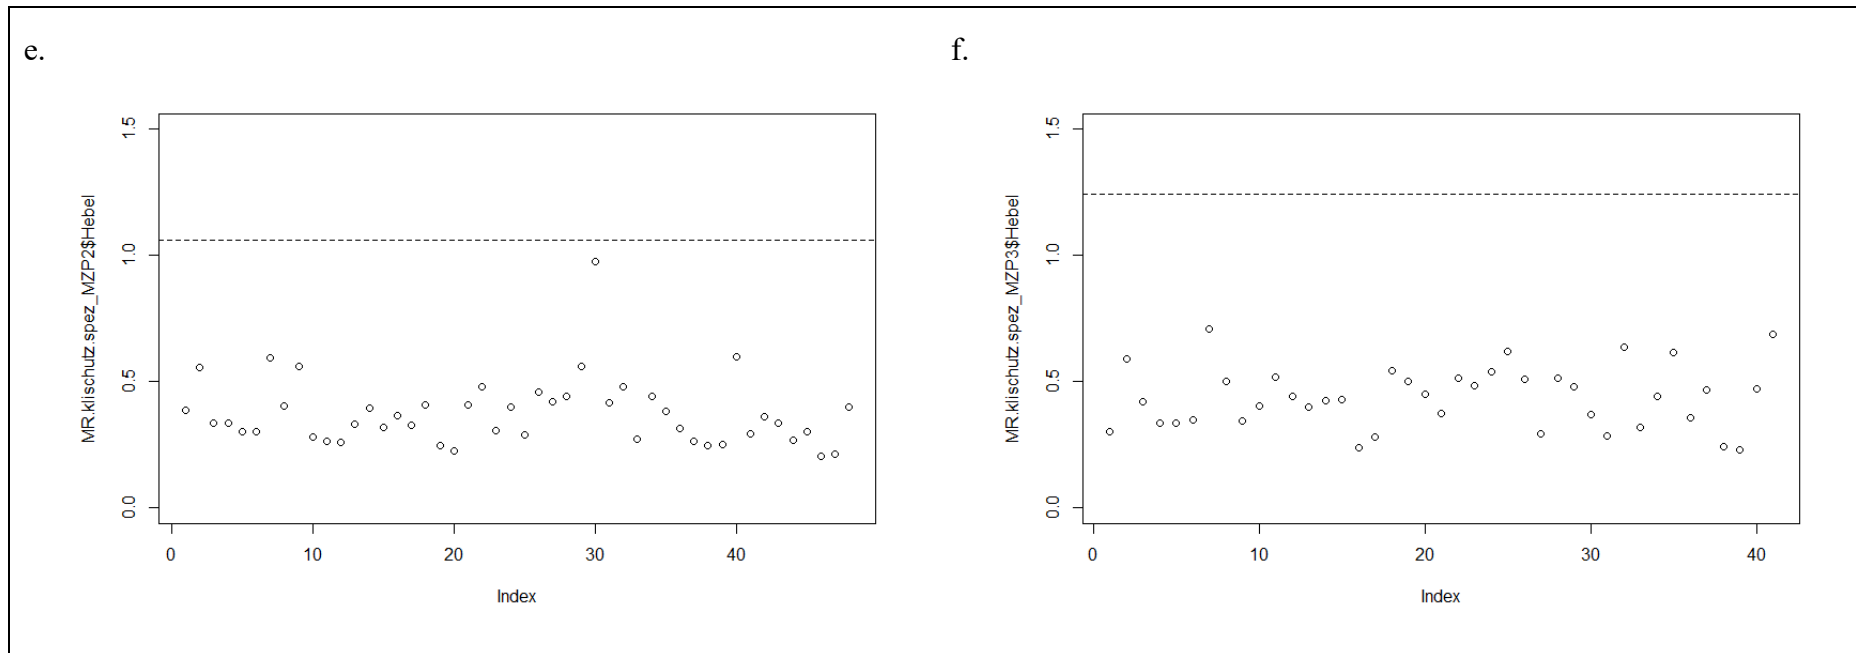 e.
MR.klischutz.spez_MZP2$Hebel
1.5
1.0
0.5
0.0
0 10 20 30 40
Index
f.
MR.klischutz.spez_MZP3$Hebel
1.5
1.0
0.5
0.0
0 10 20 30 40
Index